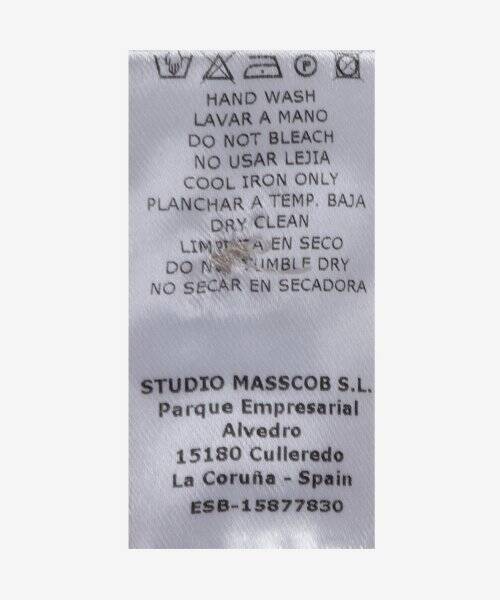 HAND WASH
LAVAR A MANO
DO NOT BLEACH
NO USAR LEJIA
COOL IRON ONLY
PLANCHAR A TEMP. BAJA
DRY CLEAN
EN SECO
DO DRY
NO SECAR EN SECADORA
STUDIO MASSCOB S.L.
Parque Empresarial
Alvedro
15180 Culleredo
La Coruña - Spain
ESB-15877830